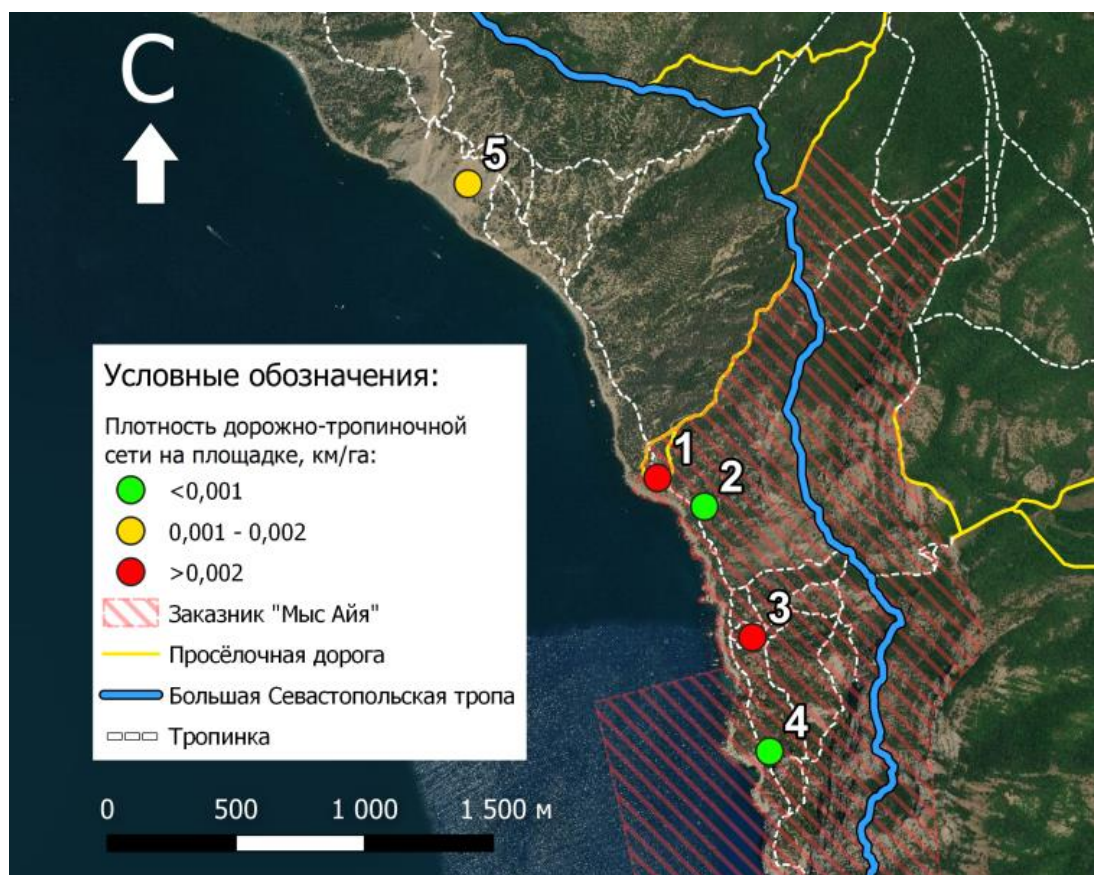 С
5
1
2
3
4
Условные обозначения:
Плотность дорожно-тропиночной
сети на площадке, км/га:
<0,001
0,001 - 0,002
>0,002
Заказник "Мыс Айя"
Просёлочная дорога
Большая Севастопольская тропа
Тропинка
0 500 1 000 1 500 м